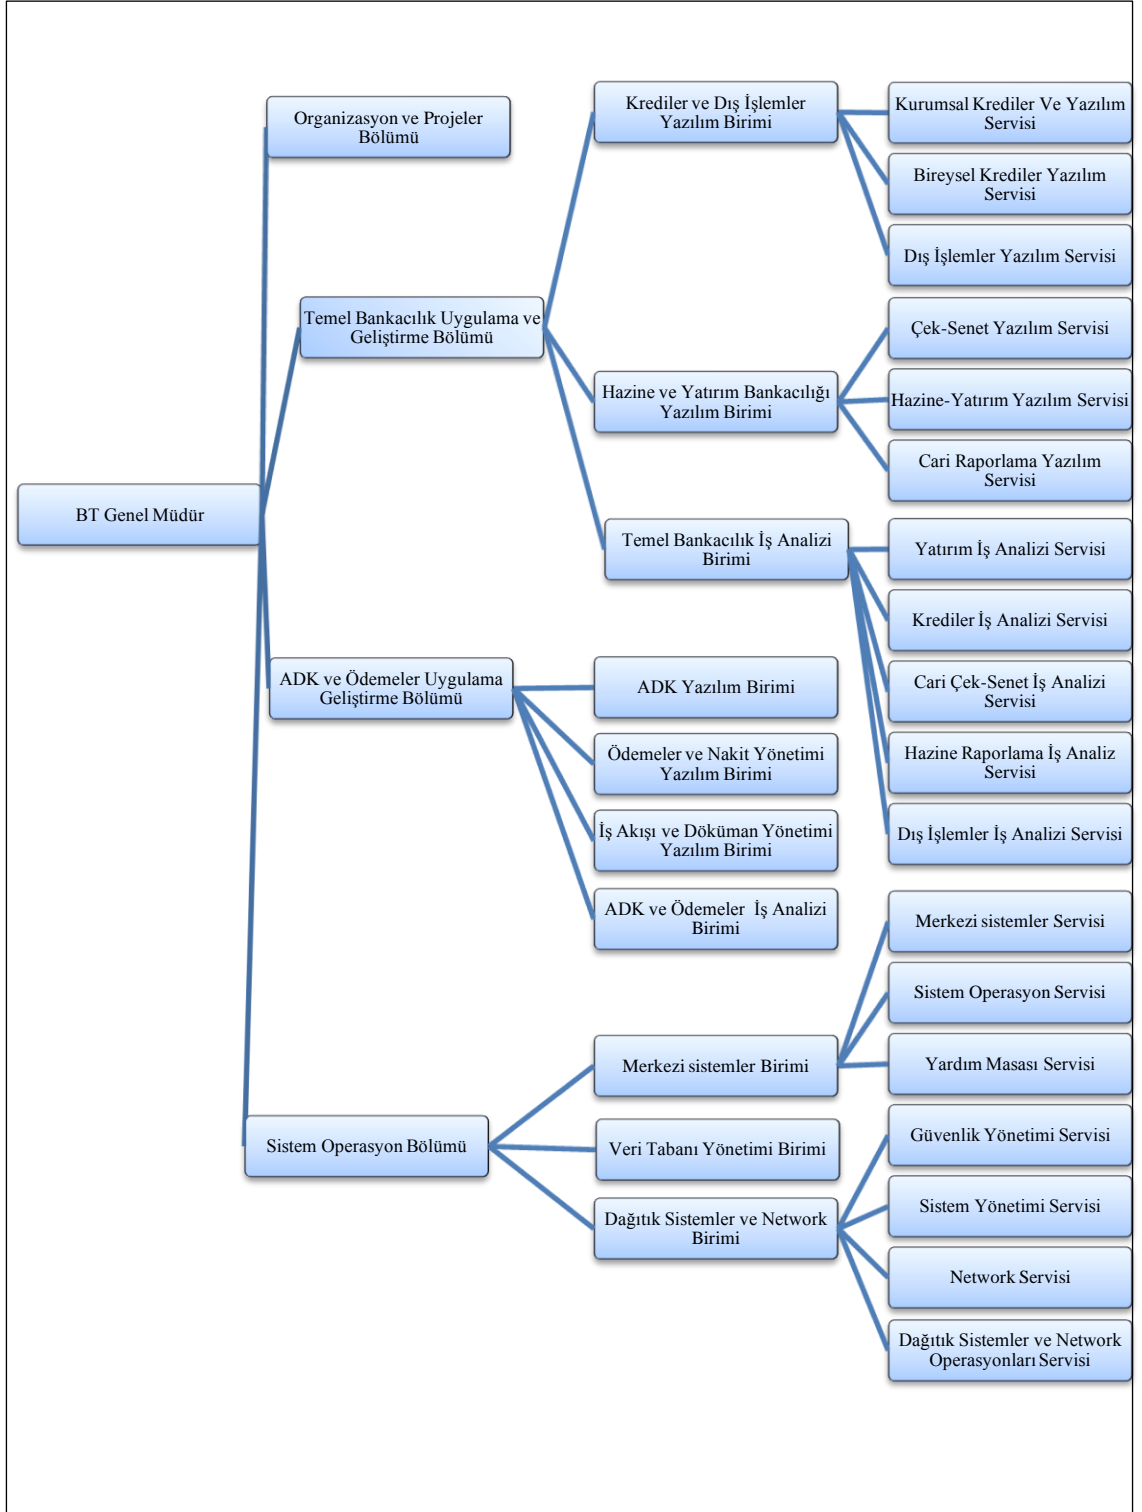 BT Genel Müdür
Organizasyon ve Projeler
Bölümü
Temel Bankacılık Uygulama ve
Geliştirme Bölümü
Krediler ve Dış İşlemler
Yazılım Birimi
Kurumsal Krediler Ve Yazılım
Servisi
Bireysel Krediler Yazılım
Servisi
Dış İşlemler Yazılım Servisi
Hazine ve Yatırım Bankacılığı
Yazılım Birimi
Çek-Senet Yazılım Servisi
Hazine-Yatırım Yazılım Servisi
Cari Raporlama Yazılım
Servisi
Temel Bankacılık İş Analizi
Birimi
Yatırım İş Analizi Servisi
Krediler İş Analizi Servisi
Cari Çek-Senet İş Analizi
Servisi
Hazine Raporlama İş Analiz
Servisi
Dış İşlemler İş Analizi Servisi
ADK ve Ödemeler Uygulama
Geliştirme Bölümü
ADK Yazılım Birimi
Ödemeler ve Nakit Yönetimi
Yazılım Birimi
İş Akışı ve Döküman Yönetimi
Yazılım Birimi
ADK ve Ödemeler İş Analizi
Birimi
Sistem Operasyon Bölümü
Merkezi sistemler Birimi
Merkezi sistemler Servisi
Sistem Operasyon Servisi
Yardım Masası Servisi
Veri Tabanı Yönetimi Birimi
Dağıtık Sistemler ve Network
Birimi
Güvenlik Yönetimi Servisi
Sistem Yönetimi Servisi
Network Servisi
Dağıtık Sistemler ve Network
Operasyonları Servisi